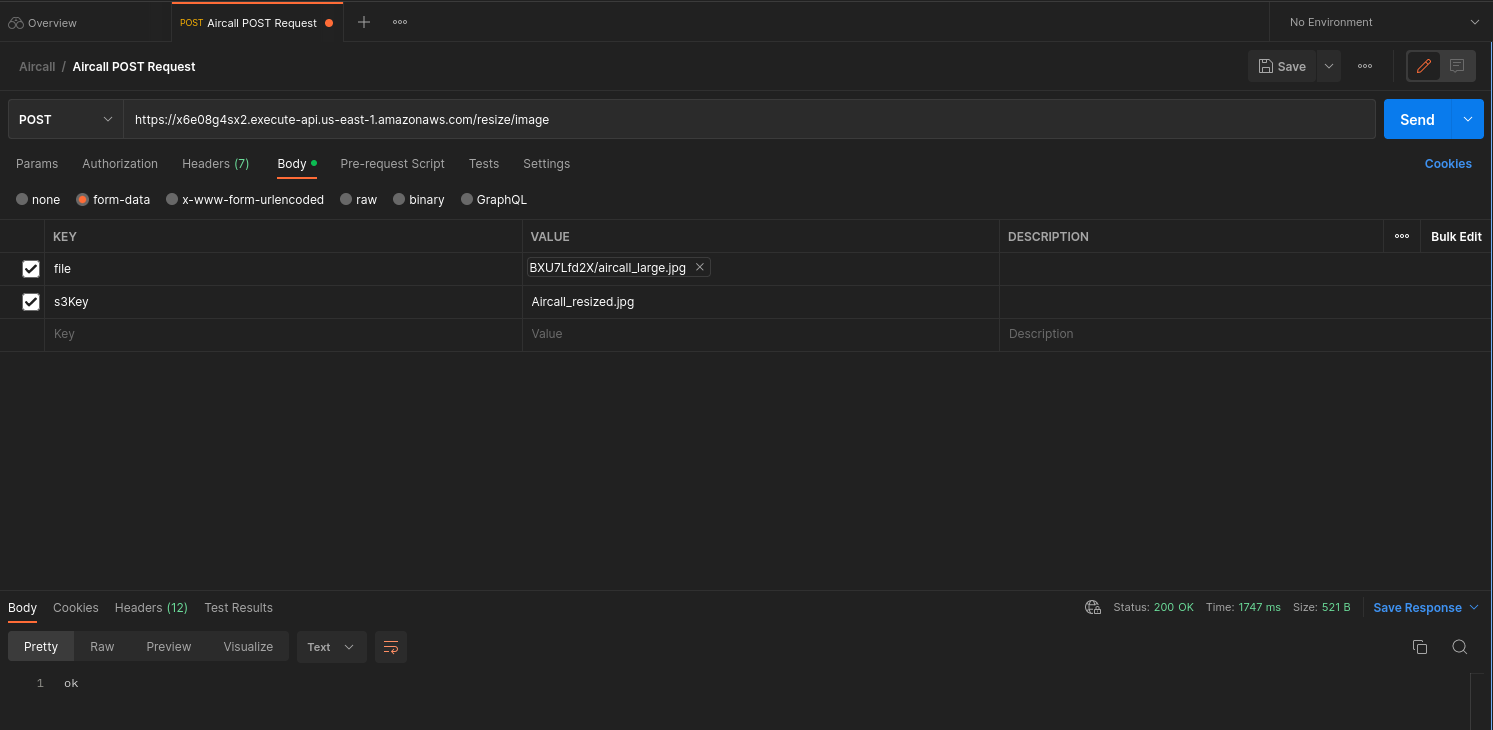 Overview
POST Aircall POST Request
No Environment
Aircall / Aircall POST Request
Save
POST
https://x6e08g4sx2.execute-api.us-east-1.amazonaws.com/resize/image
Send
Params Authorization Headers (7) Body Pre-request Script Tests Settings Cookies
none form-data x-www-form-urlencoded raw binary GraphQL
KEY VALUE DESCRIPTION Bulk Edit
file BXU7Lfd2X/aircall_large.jpg
s3Key Aircall_resized.jpg
Key Value Description
Body Cookies Headers (12) Test Results Status: 200 OK Time: 1747 ms Size: 521 B Save Response
Pretty Raw Preview Visualize Text
1 ok